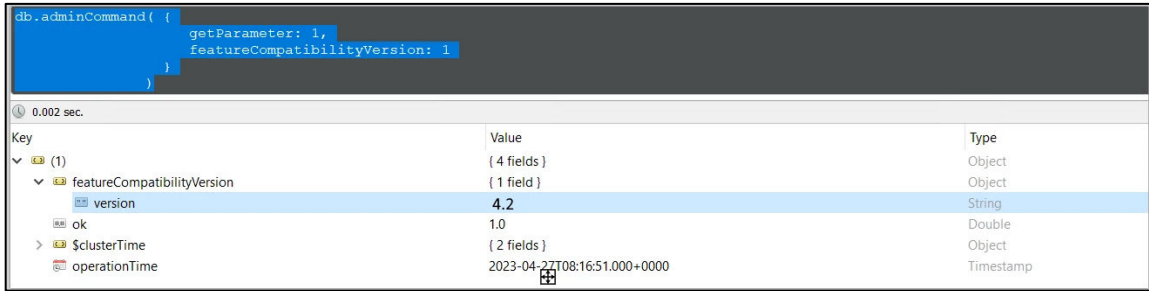 db.adminCommand( {
getParameter: 1,
featureCompatibilityVersion: 1
}
)
0.002 sec.
Key Value Type
(1) { 4 fields } Object
featureCompatibilityVersion { 1 field } Object
version 4.2 String
ok 1.0 Double
$clusterTime { 2 fields } Object
operationTime 2023-04-27T08:16:51.000+0000 Timestamp